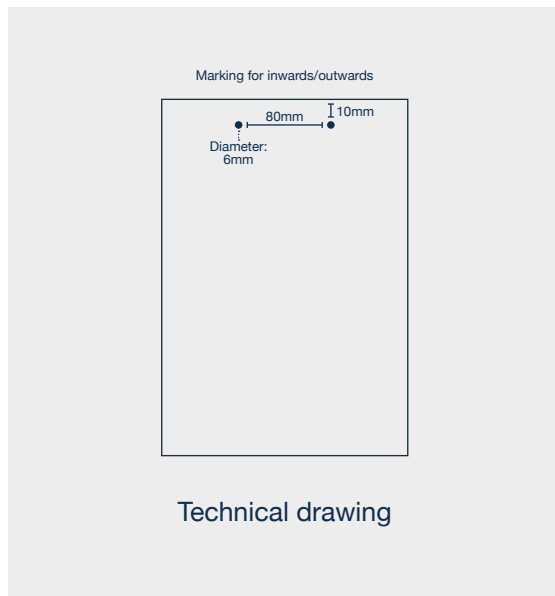 Marking for inwards/outwards
10mm
80mm
Diameter:
6mm
Technical drawing